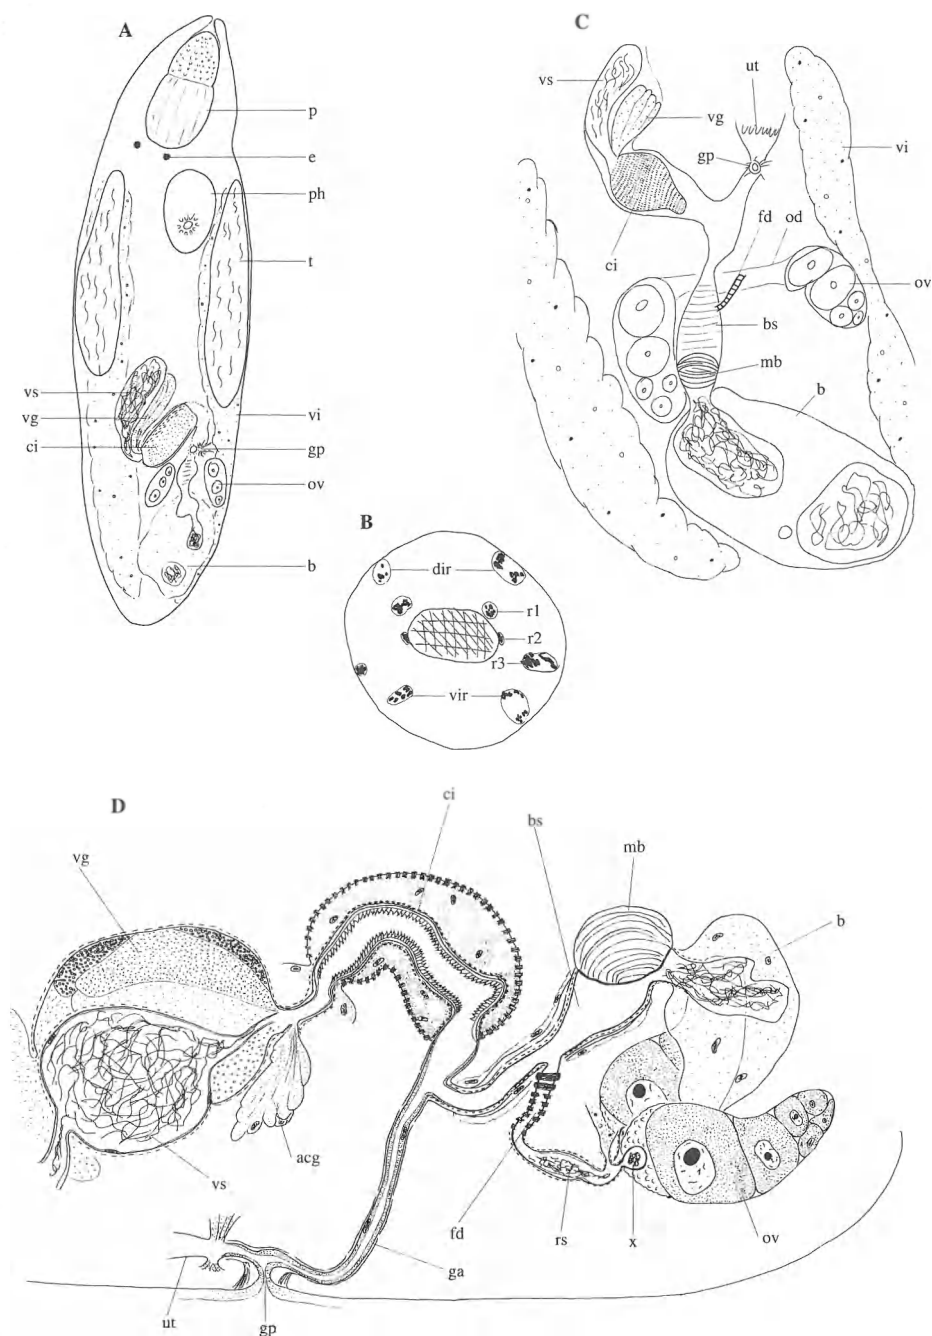 A
p
e
ph
t
vs
vg
ci
vi
gp
ov
b
B
dir
r1
r2
r3
vir
C
vs
vg
ut
gp
vi
ci
fd
od
ov
bs
mb
b
D
ci
bs
mb
vg
b
acg
vs
fd
rs
x
ov
ga
ut
gp